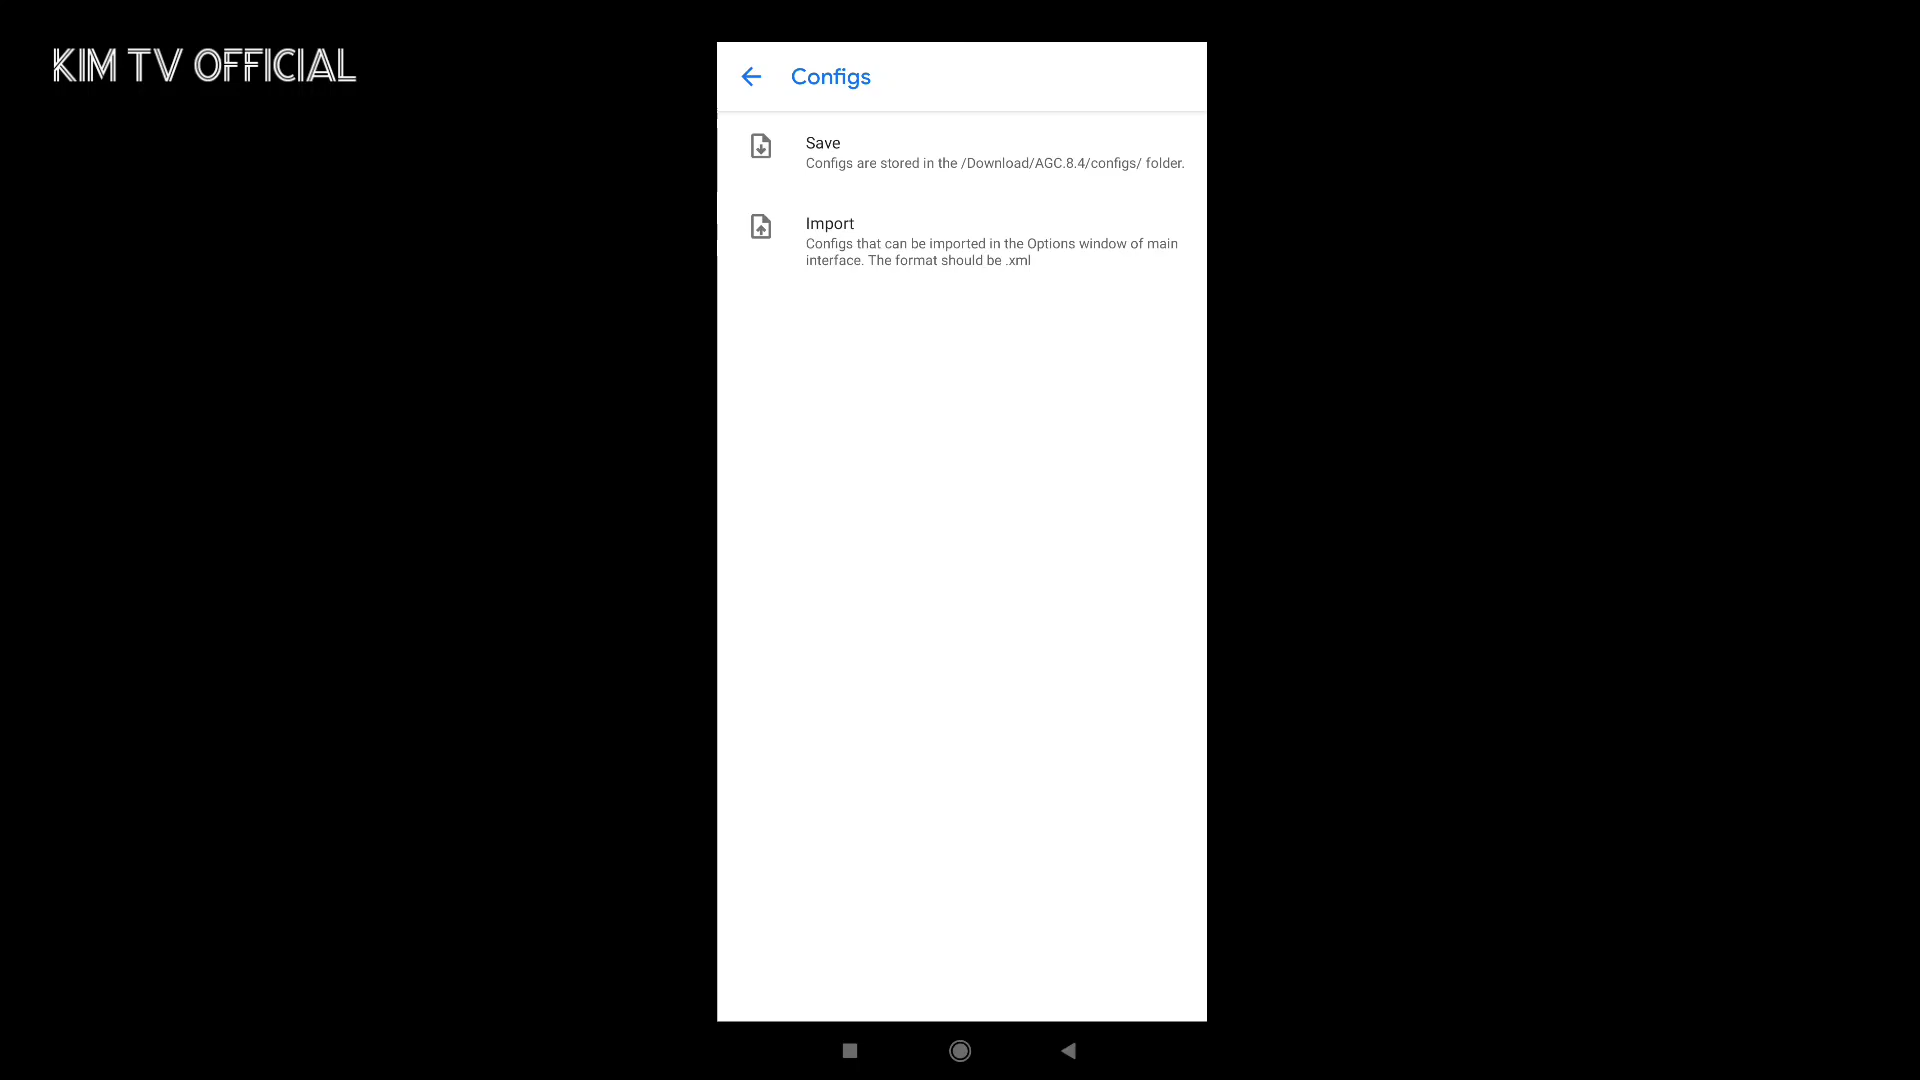 KIM TV OFFICIAL
Configs
Save
Configs are stored in the /Download/AGC.8.4/configs/ folder.
Import
Configs that can be imported in the Options window of main
interface. The format should be .xml